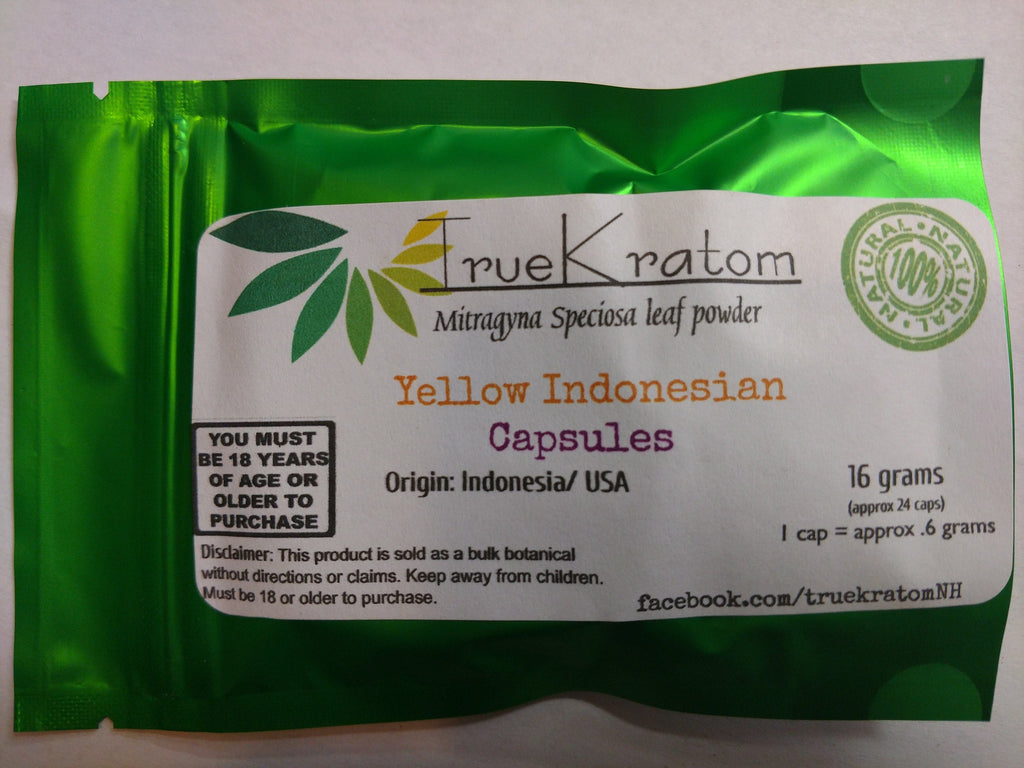 TrueKratom
Mitragyna Speciosa leaf powder
NATURAL • NATURAL • NATURAL •
100%
Yellow Indonesian
Capsules
Origin: Indonesia/ USA
YOU MUST
BE 18 YEARS
OF AGE OR
OLDER TO
PURCHASE
16 grams
(approx 24 caps)
1 cap = approx .6 grams
Disclaimer: This product is sold as a bulk botanical
without directions or claims. Keep away from children.
Must be 18 or older to purchase.
facebook.com/truekratomNH